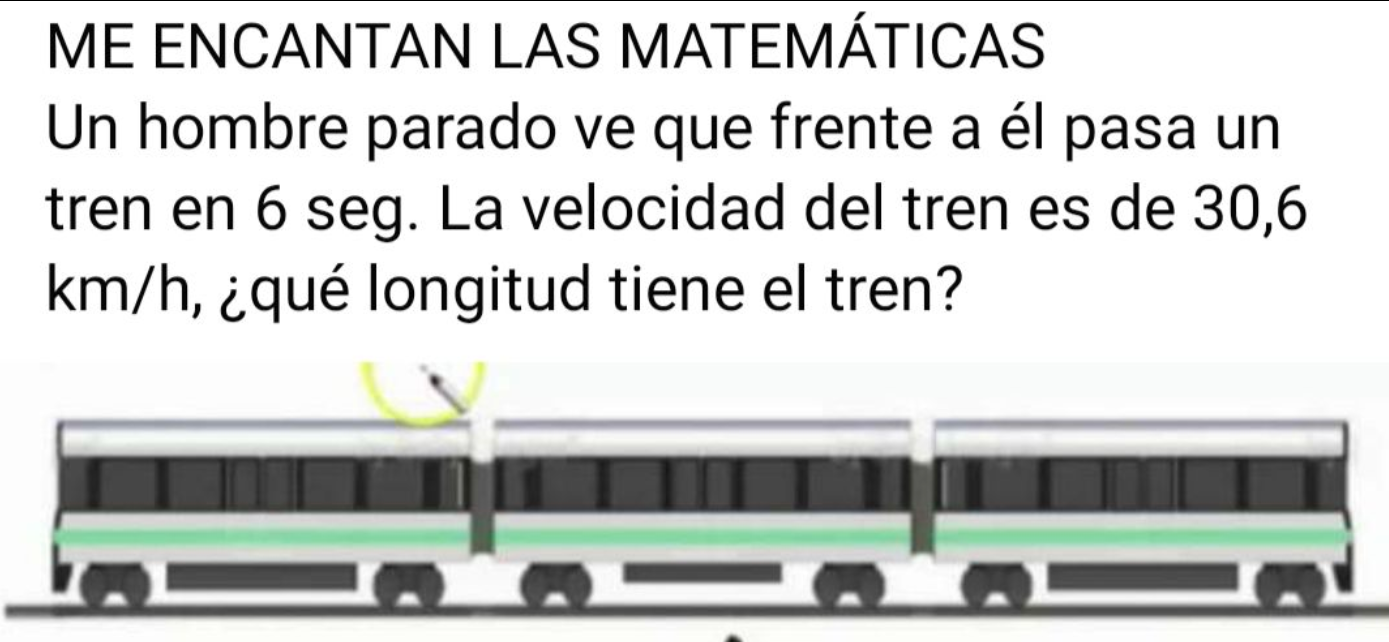 ME ENCANTAN LAS MATEMÁTICAS
Un hombre parado ve que frente a él pasa un
tren en 6 seg. La velocidad del tren es de 30,6
km/h, ¿qué longitud tiene el tren?